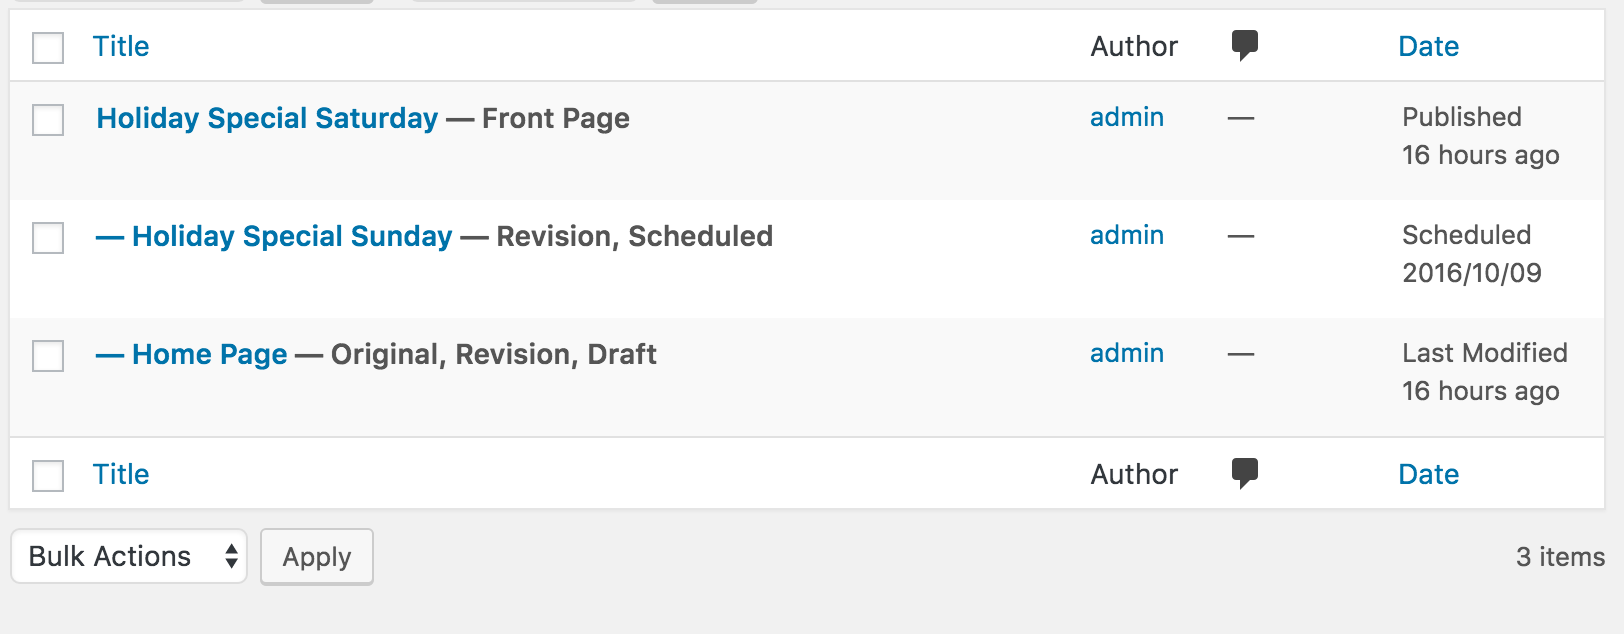 Title Author Date
Holiday Special Saturday — Front Page admin — Published
16 hours ago
— Holiday Special Sunday — Revision, Scheduled admin — Scheduled
2016/10/09
— Home Page — Original, Revision, Draft admin — Last Modified
16 hours ago
Title Author Date
Bulk Actions Apply 3 items